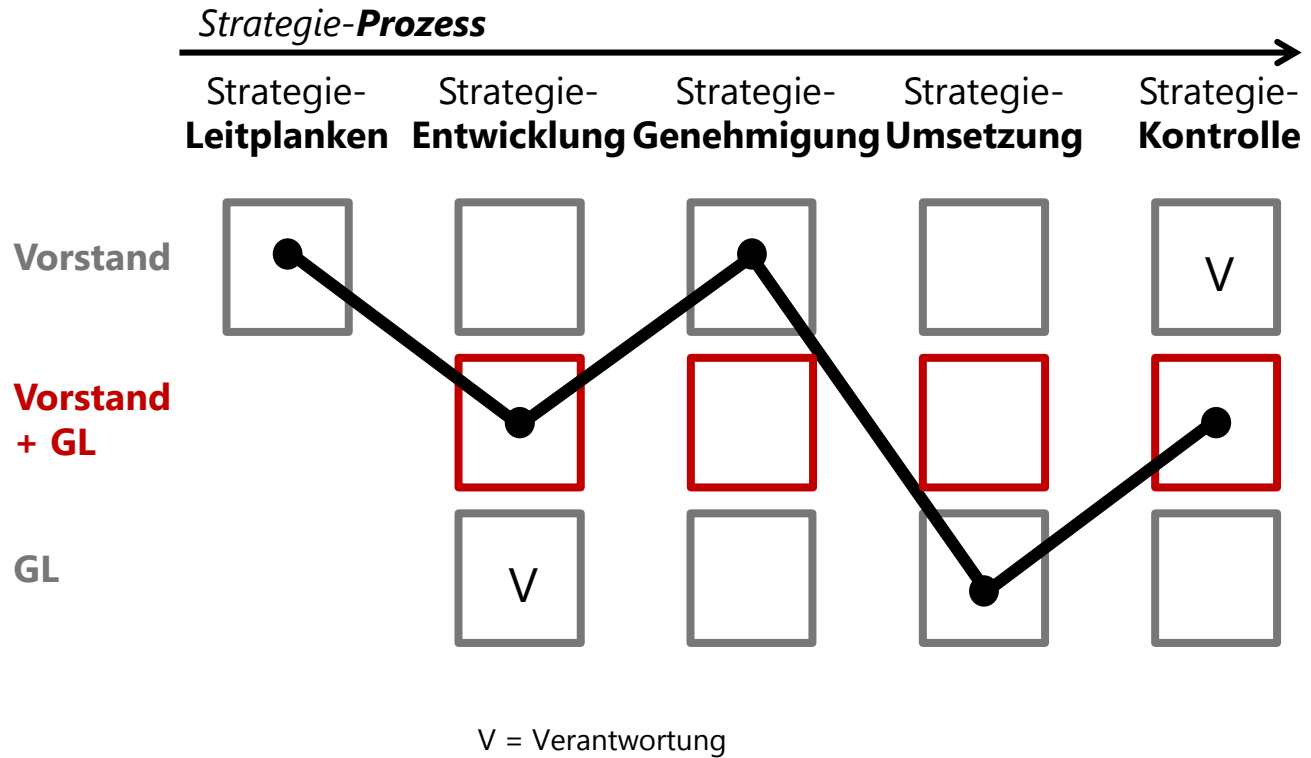 Strategie-Prozess
Strategie-
Leitplanken
Strategie-
Entwicklung
Strategie-
Genehmigung
Strategie-
Umsetzung
Strategie-
Kontrolle
Vorstand
V
Vorstand
+ GL
GL
V
V = Verantwortung